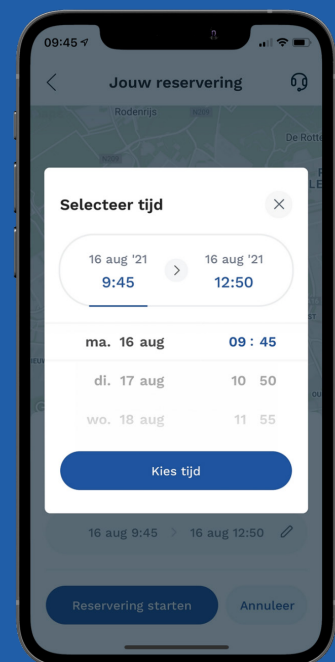 09:45
Jouw reservering
Rodenrijs
De Rotte
Selecteer tijd
16 aug '21
9:45
16 aug '21
12:50
ma. 16 aug 09: 45
di. 17 aug 10 50
wo. 18 aug 11 55
Kies tijd
16 aug 9:45 > 16 aug 12:50
Reservering starten
Annuleer